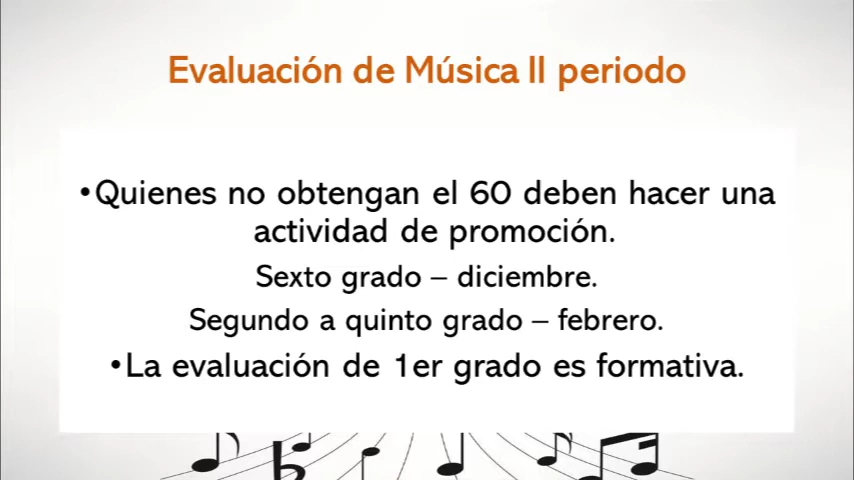 Evaluación de Música II periodo
•Quienes no obtengan el 60 deben hacer una
actividad de promoción.
Sexto grado – diciembre.
Segundo a quinto grado – febrero.
•La evaluación de 1er grado es formativa.